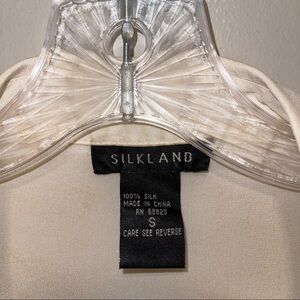 SILKLAND
100% SILK
MADE IN CHINA
RN 88920
S
CARE SEE REVERSE